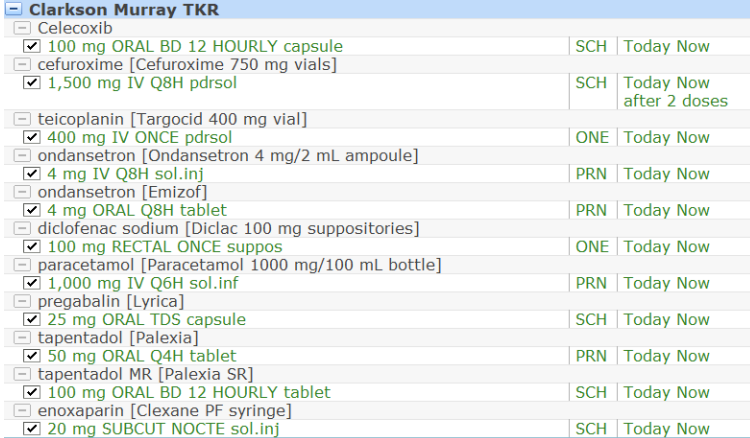 Clarkson Murray TKR
Celecoxib
100 mg ORAL BD 12 HOURLY capsule SCH Today Now
cefuroxime [Cefuroxime 750 mg vials]
1,500 mg IV Q8H pdrsol SCH Today Now
after 2 doses
teicoplanin [Targocid 400 mg vial]
400 mg IV ONCE pdrsol ONE Today Now
ondansetron [Ondansetron 4 mg/2 mL ampoule]
4 mg IV Q8H sol.inj PRN Today Now
ondansetron [Emizof]
4 mg ORAL Q8H tablet PRN Today Now
diclofenac sodium [Diclac 100 mg suppositories]
100 mg RECTAL ONCE suppos ONE Today Now
paracetamol [Paracetamol 1000 mg/100 mL bottle]
1,000 mg IV Q6H sol.inf PRN Today Now
pregabalin [Lyrica]
25 mg ORAL TDS capsule SCH Today Now
tapentadol [Palexia]
50 mg ORAL Q4H tablet PRN Today Now
tapentadol MR [Palexia SR]
100 mg ORAL BD 12 HOURLY tablet SCH Today Now
enoxaparin [Clexane PF syringe]
20 mg SUBCUT NOCTE sol.inj SCH Today Now